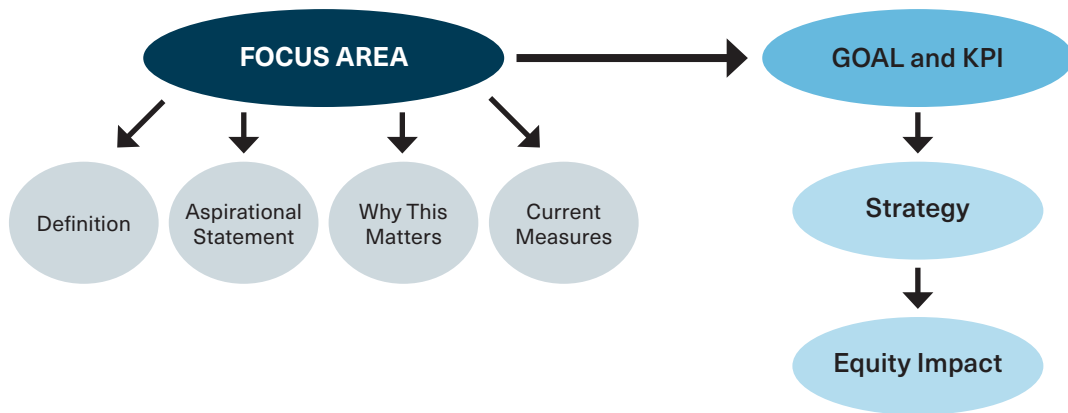 FOCUS AREA
GOAL and KPI
Definition
Aspirational
Statement
Why This
Matters
Current
Measures
Strategy
Equity Impact